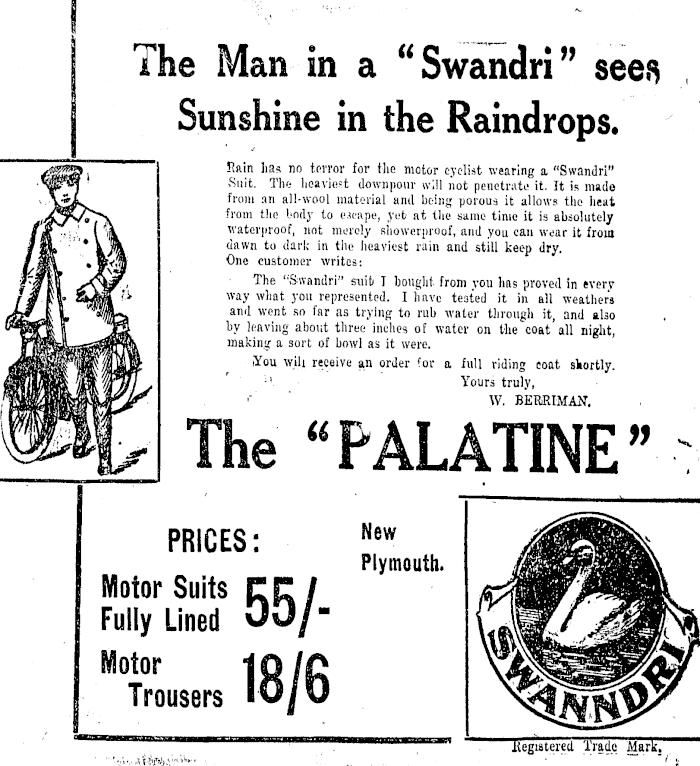 The Man in a “Swandri” sees
Sunshine in the Raindrops.
Rain has no terror for the motor cyclist wearing a “Swandri”
Suit. The heaviest downpour will not penetrate it. It is made
from an all-wool material and being porous it allows the heat
from the body to escape, yet at the same time it is absolutely
waterproof, not merely showerproof, and you can wear it from
dawn to dark in the heaviest rain and still keep dry.
One customer writes:
The “Swandri” suit I bought from you has proved in every
way what you represented. I have tested it in all weathers
and went so far as trying to rub water through it, and also
by leaving about three inches of water on the coat all night,
making a sort of bowl as it were.
You will receive an order for a full riding coat shortly.
Yours truly,
W. BERRIMAN.
The “PALATINE”
New
Plymouth.
PRICES:
Motor Suits
Fully Lined 55/-
Motor
Trousers 18/6
SWANNDRI
Registered Trade Mark.